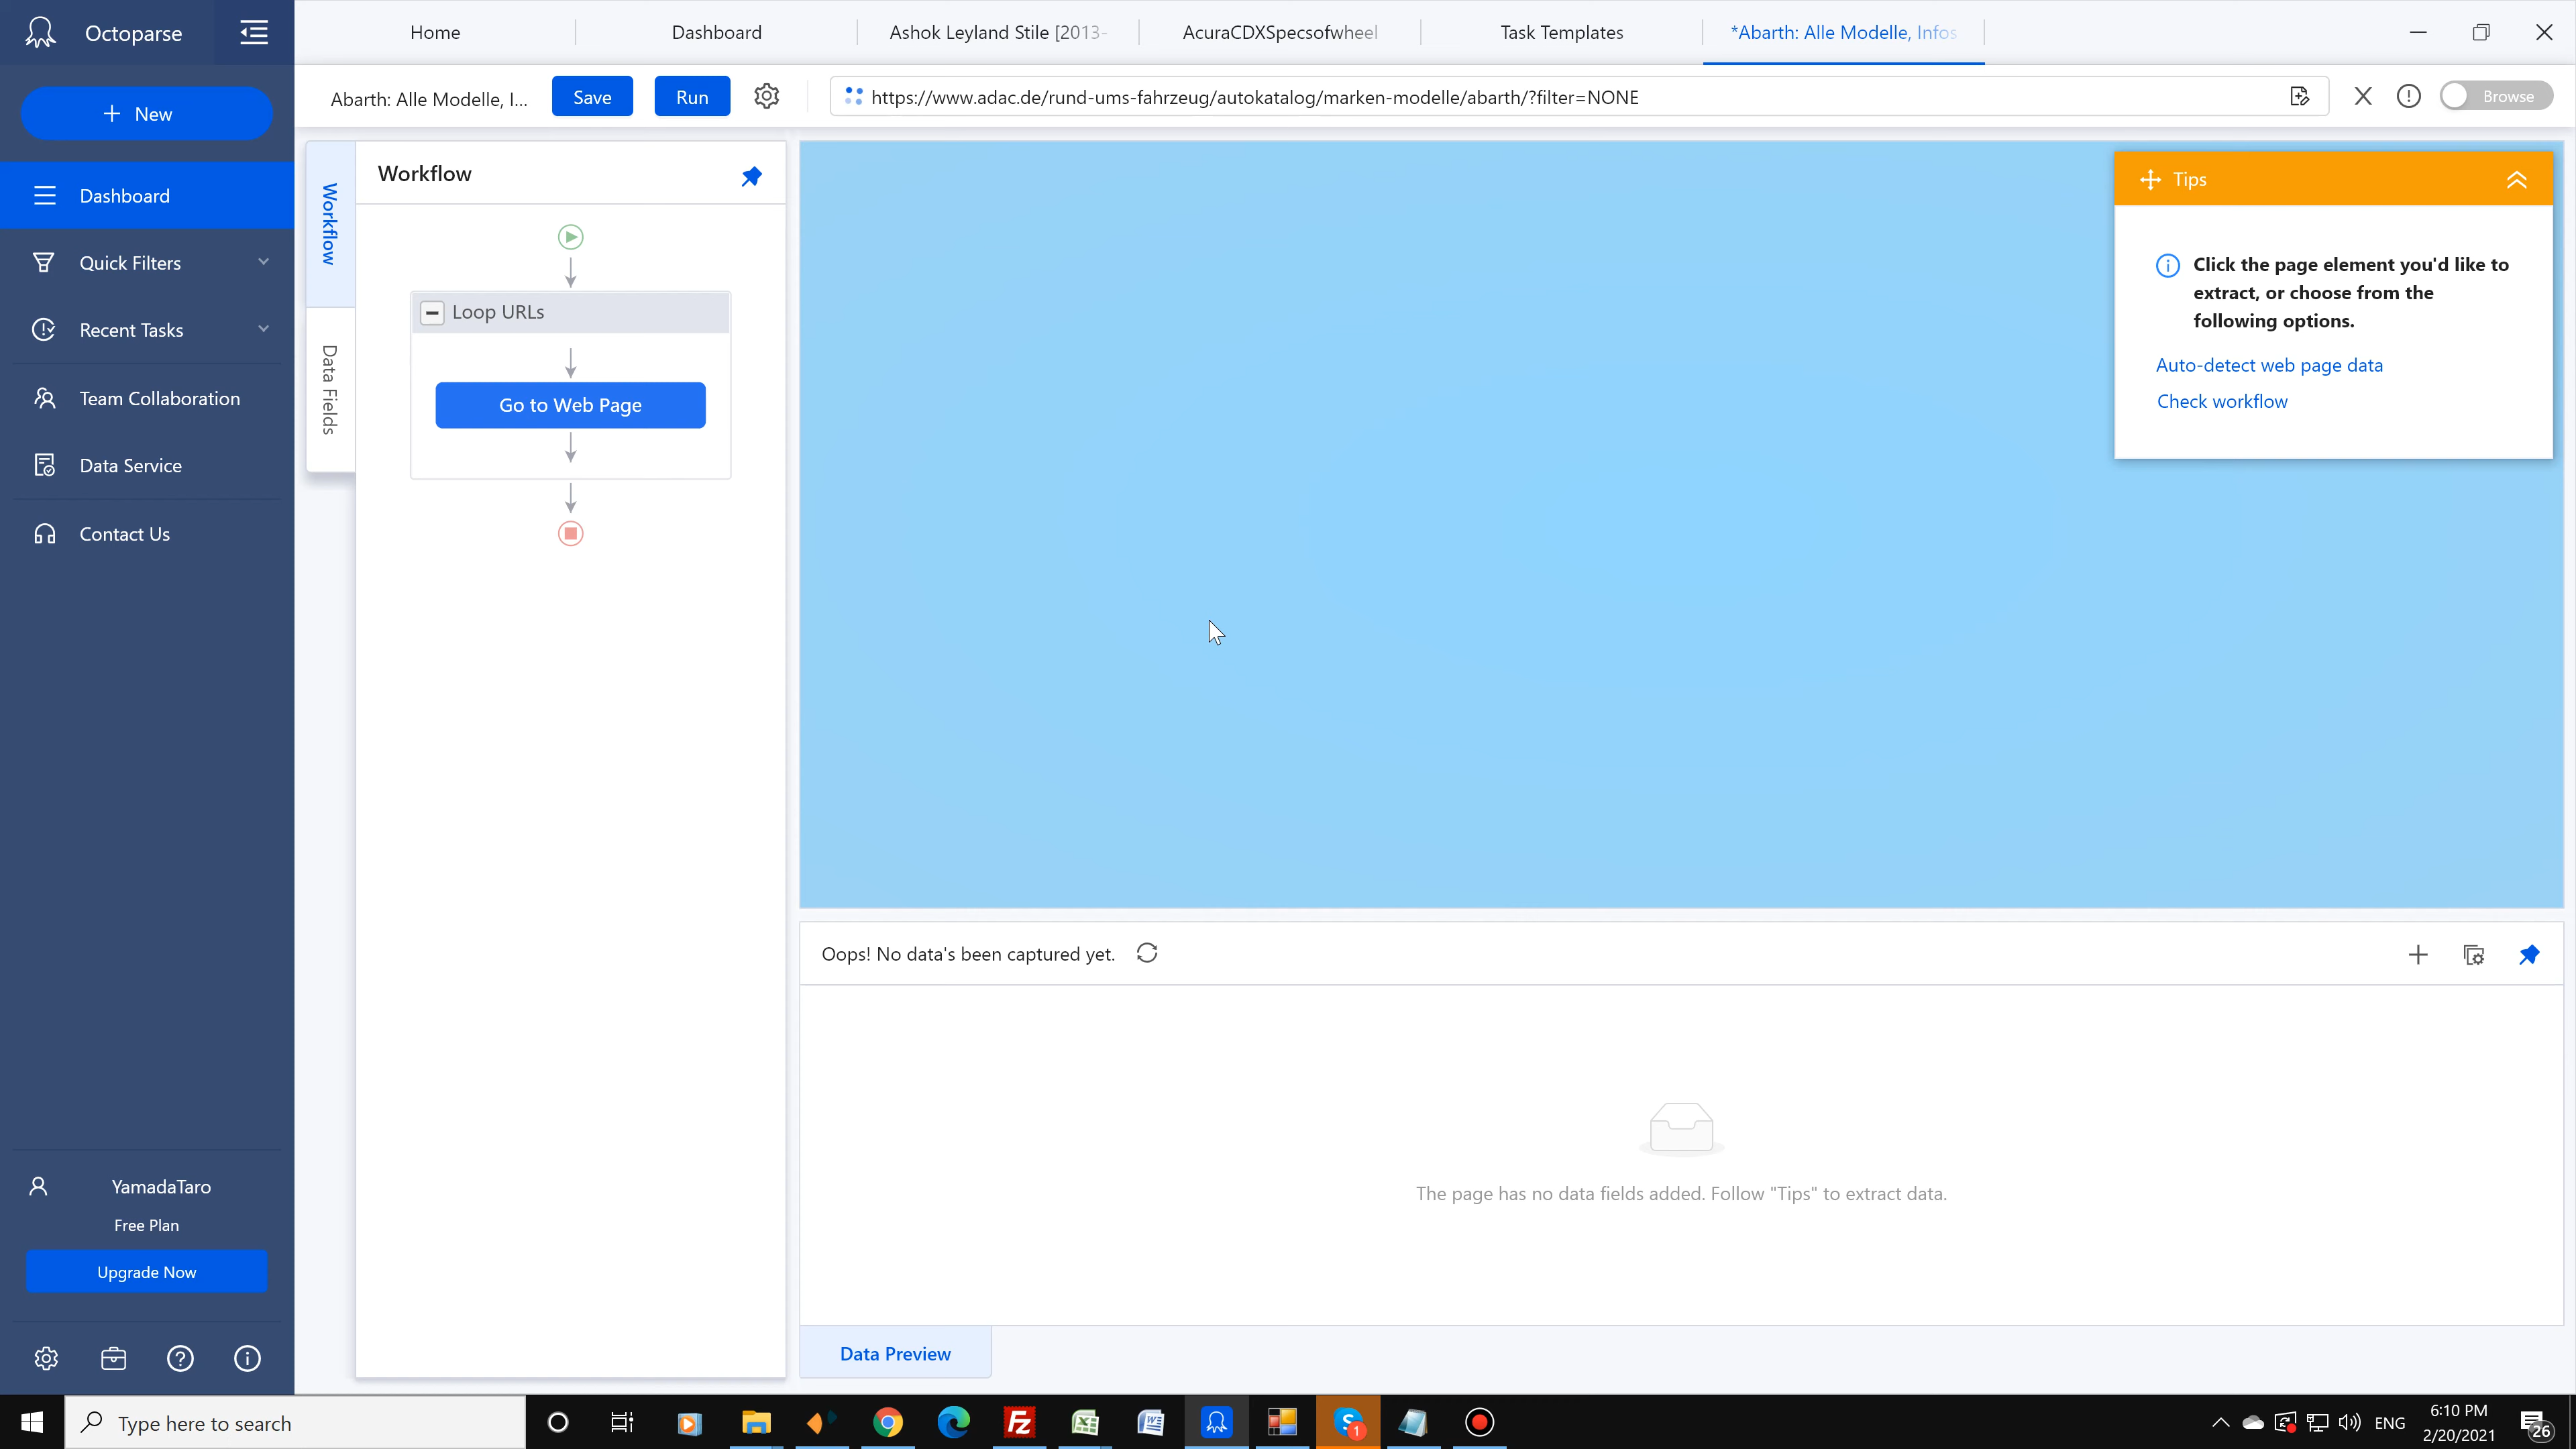 Octoparse
Home
Dashboard
Ashok Leyland Stile [2013-
AcuraCDXSpecsofwheel
Task Templates
*Abarth: Alle Modelle, Infos
New
Abarth: Alle Modelle, I...
Save
Run
https://www.adac.de/rund-ums-fahrzeug/autokatalog/marken-modelle/abarth/?filter=NONE
Browse
Dashboard
Quick Filters
Recent Tasks
Team Collaboration
Data Service
Contact Us
YamadaTaro
Free Plan
Upgrade Now
Workflow
Data Fields
Workflow
Loop URLs
Go to Web Page
Tips
Click the page element you'd like to
extract, or choose from the
following options.
Auto-detect web page data
Check workflow
Oops! No data's been captured yet.
The page has no data fields added. Follow "Tips" to extract data.
Data Preview
Type here to search
1
ENG
6:10 PM
2/20/2021
26